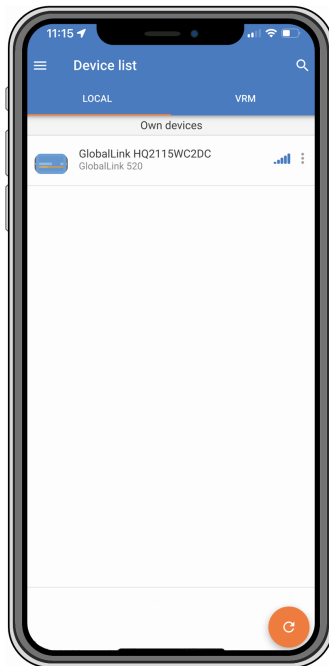 11:15
Device list
LOCAL
VRM
Own devices
GlobalLink HQ2115WC2DC
GlobalLink 520